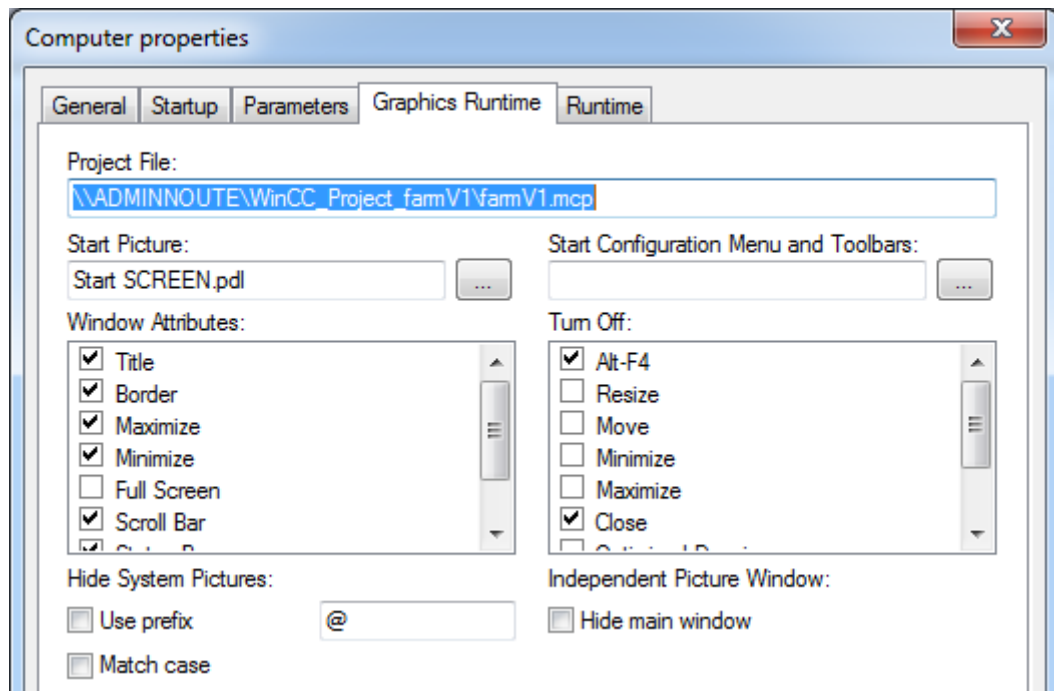 Computer properties
General Startup Parameters Graphics Runtime Runtime
Project File:
\\ADMINNOUTE\WinCC_Project_farmV1\farmV1.mcp
Start Picture: Start Configuration Menu and Toolbars:
Start SCREEN.pdl ... ...
Window Attributes: Turn Off:
Title Alt-F4
Border Resize
Maximize Move
Minimize Minimize
Full Screen Maximize
Scroll Bar Close
Hide System Pictures: Independent Picture Window:
Use prefix @ Hide main window
Match case